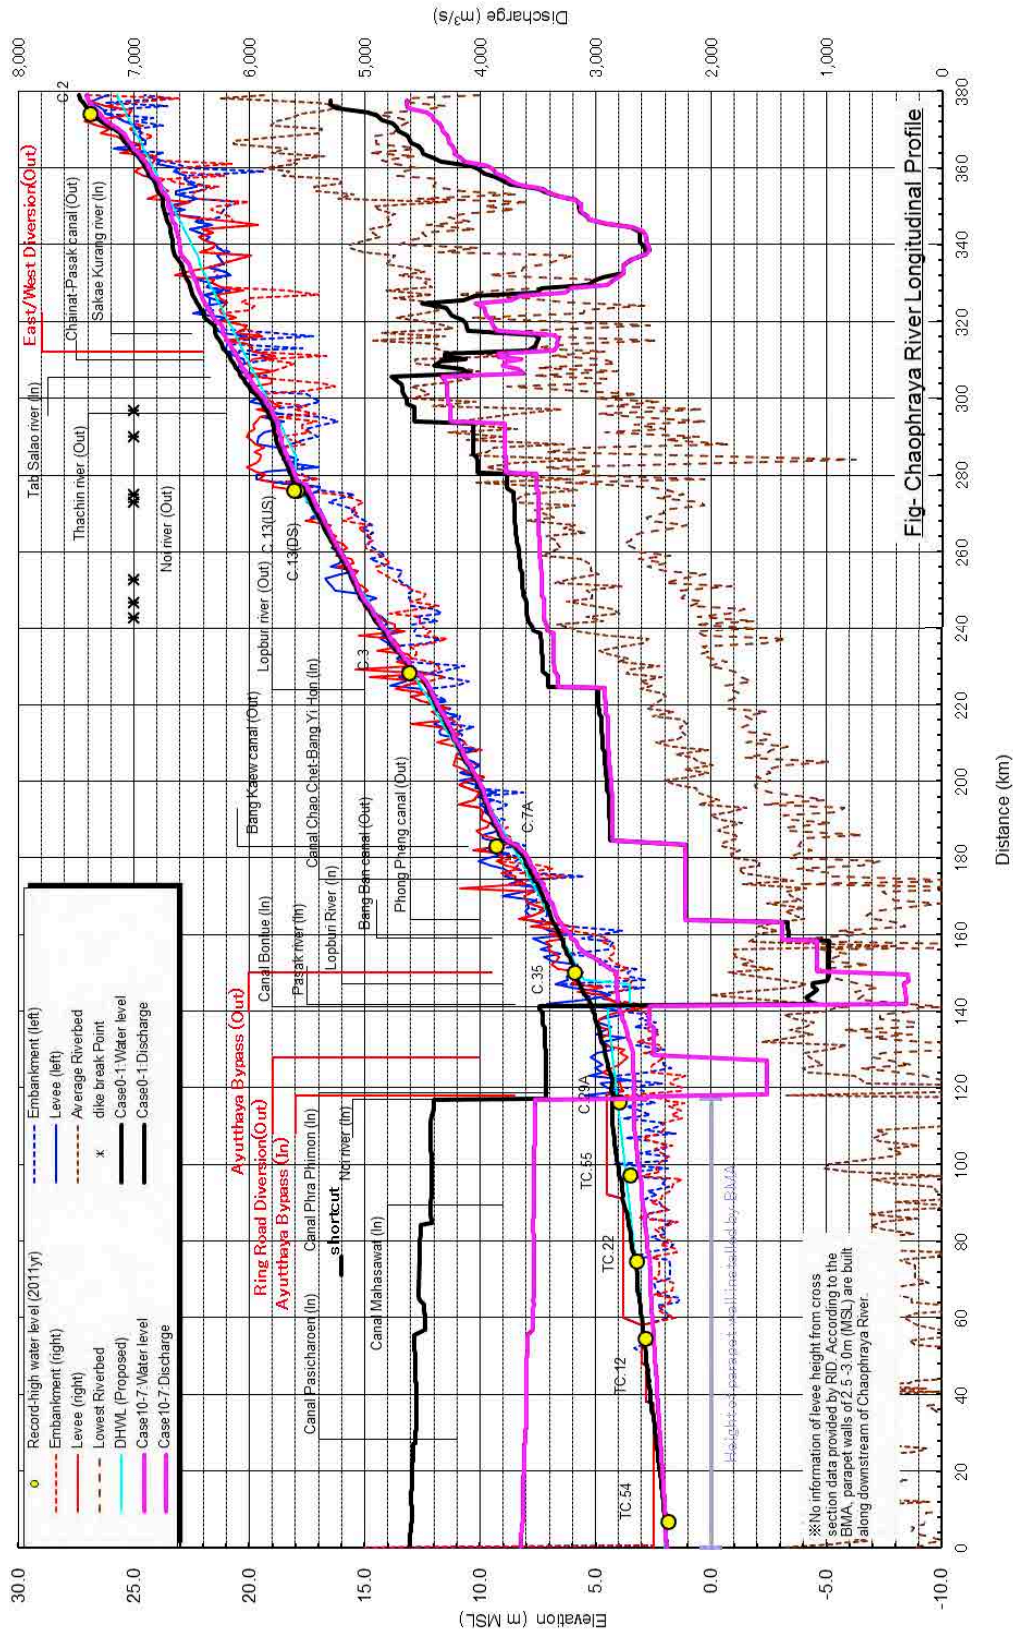 Record-high water level (2011yr)
Embankment (right)
Levee (right)
Lowest Riverbed
DHWL (Proposed)
Case10-7:Water level
Case10-7:Discharge
Embankment (left)
Levee (left)
Average Riverbed
dike break Point
Case0-1:Water level
Case0-1:Discharge
Elevation (m MSL)
30.0
25.0
20.0
15.0
10.0
5.0
0.0
-5.0
-10.0
Discharge (m³/s)
8,000
7,000
6,000
5,000
4,000
3,000
2,000
1,000
0
0
20
40
60
80
100
120
140
160
180
200
220
240
260
280
300
320
340
360
380
Distance (km)
Ayutthaya Bypass (Out)
Ring Road Diversion(Out)
Ayutthaya Bypass (In)
East/West Diversion(Out)
Canal Pasicharoen (In)
Canal Mahasawat (In)
shortcut
Canal Phra Phimon (In)
Noi river (In)
Canal Bontue (In)
Pasak river (In)
Lopburi River (In)
Bang Ban canal (Out)
Phong Pheng canal (Out)
Bang Kaew canal (Out)
Canal Chao Chet-Bang Yi Hon (In)
Lopburi river (Out)
Noi river (Out)
Thachin river (Out)
Tab Salao river (In)
Chainat-Pasak canal (Out)
Sakae Kurang river (In)
TC.54
TC.12
TC.22
TC.55
C.29A
C.35
C.7A
C.3
C.13(DS)
C.13(US)
C.2
Height of parapet wall installed by BMA
Fig- Chaophraya River Longitudinal Profile
※No information of levee height from cross
section data provided by RID. According to the
BMA, parapet walls of 2.5 -3.0m (MSL) are built
along downstream of Chaophraya River.